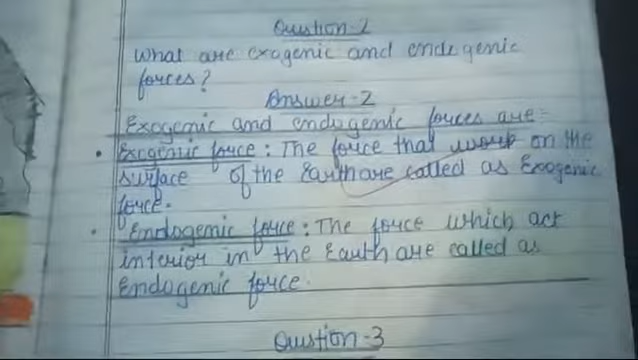 Question-2
What are exogenic and endogenic
forces?
Answer-2
Exogenic and endogenic forces are:-
• Exogenic force: The force that work on the
surface of the Earth are called as Exogenic
force.
• Endogenic force: The force which act
interior in the Earth are called as
Endogenic force.
Question-3